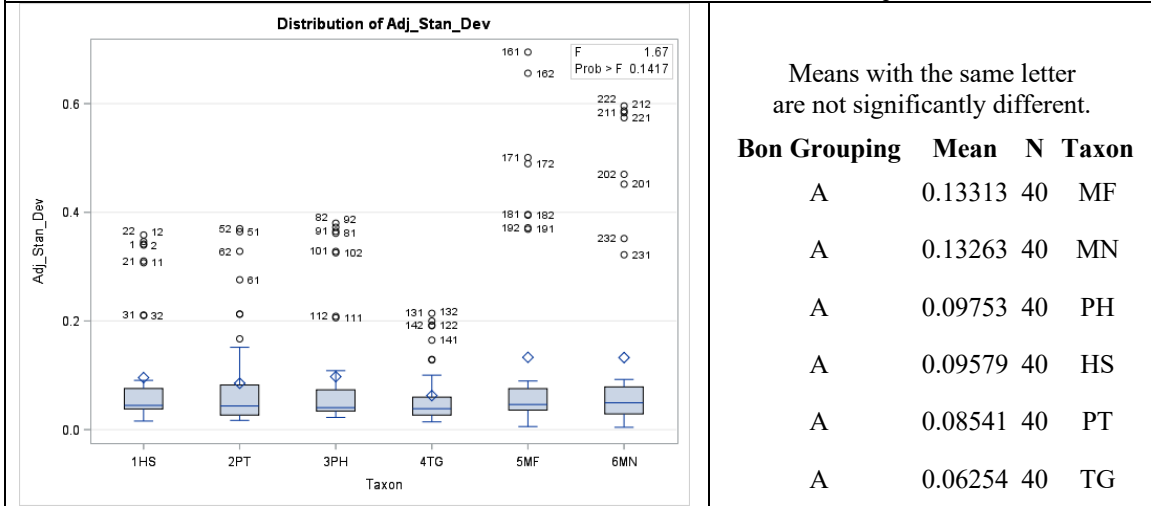 Distribution of Adj_Stan_Dev
F 1.67
Prob > F 0.1417
Adj_Stan_Dev
0.6
0.4
0.2
0.0
22 12
1 2
21 11
31 32
52 51
62
61
82 92
91 81
101 102
112 111
131 132
142 122
141
161
162
171 172
181 182
192 191
222 212
211 221
202 201
232
231
1HS 2PT 3PH 4TG 5MF 6MN
Taxon
Means with the same letter
are not significantly different.
Bon Grouping Mean N Taxon
A 0.13313 40 MF
A 0.13263 40 MN
A 0.09753 40 PH
A 0.09579 40 HS
A 0.08541 40 PT
A 0.06254 40 TG